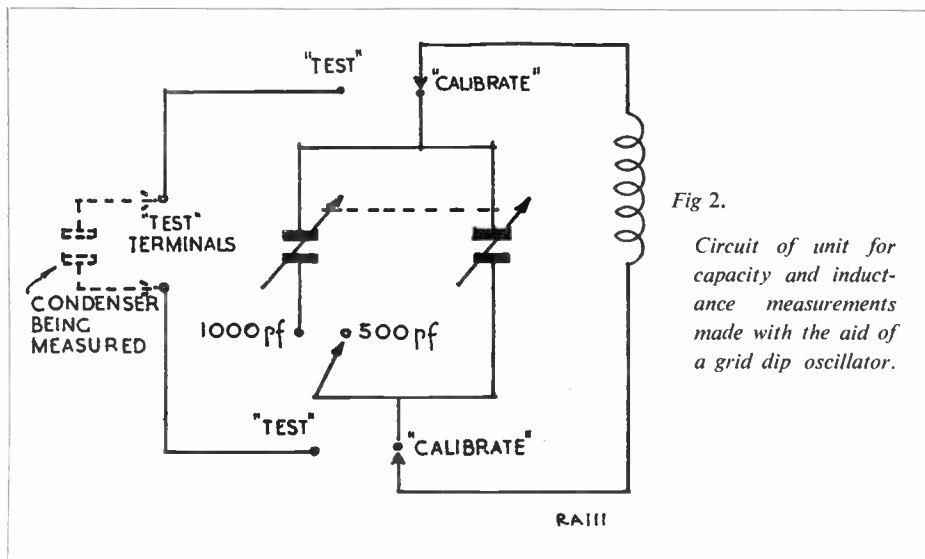 "TEST"
"CALIBRATE"
"TEST"
TERMINALS
CONDENSER
BEING
MEASURED
1000pf
500pf
"TEST"
"CALIBRATE"
RA111
Fig 2.
Circuit of unit for
capacity and induct-
ance measurements
made with the aid of
a grid dip oscillator.